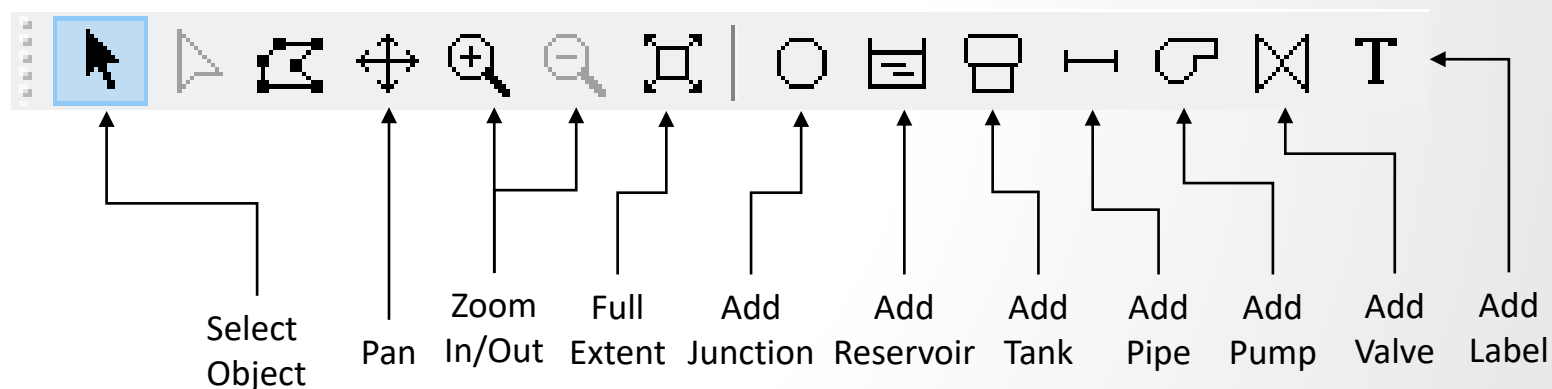 T
Select
Object
Pan
Zoom
In/Out
Full
Extent
Add
Junction
Add
Reservoir
Add
Tank
Add
Pipe
Add
Pump
Add
Valve
Add
Label